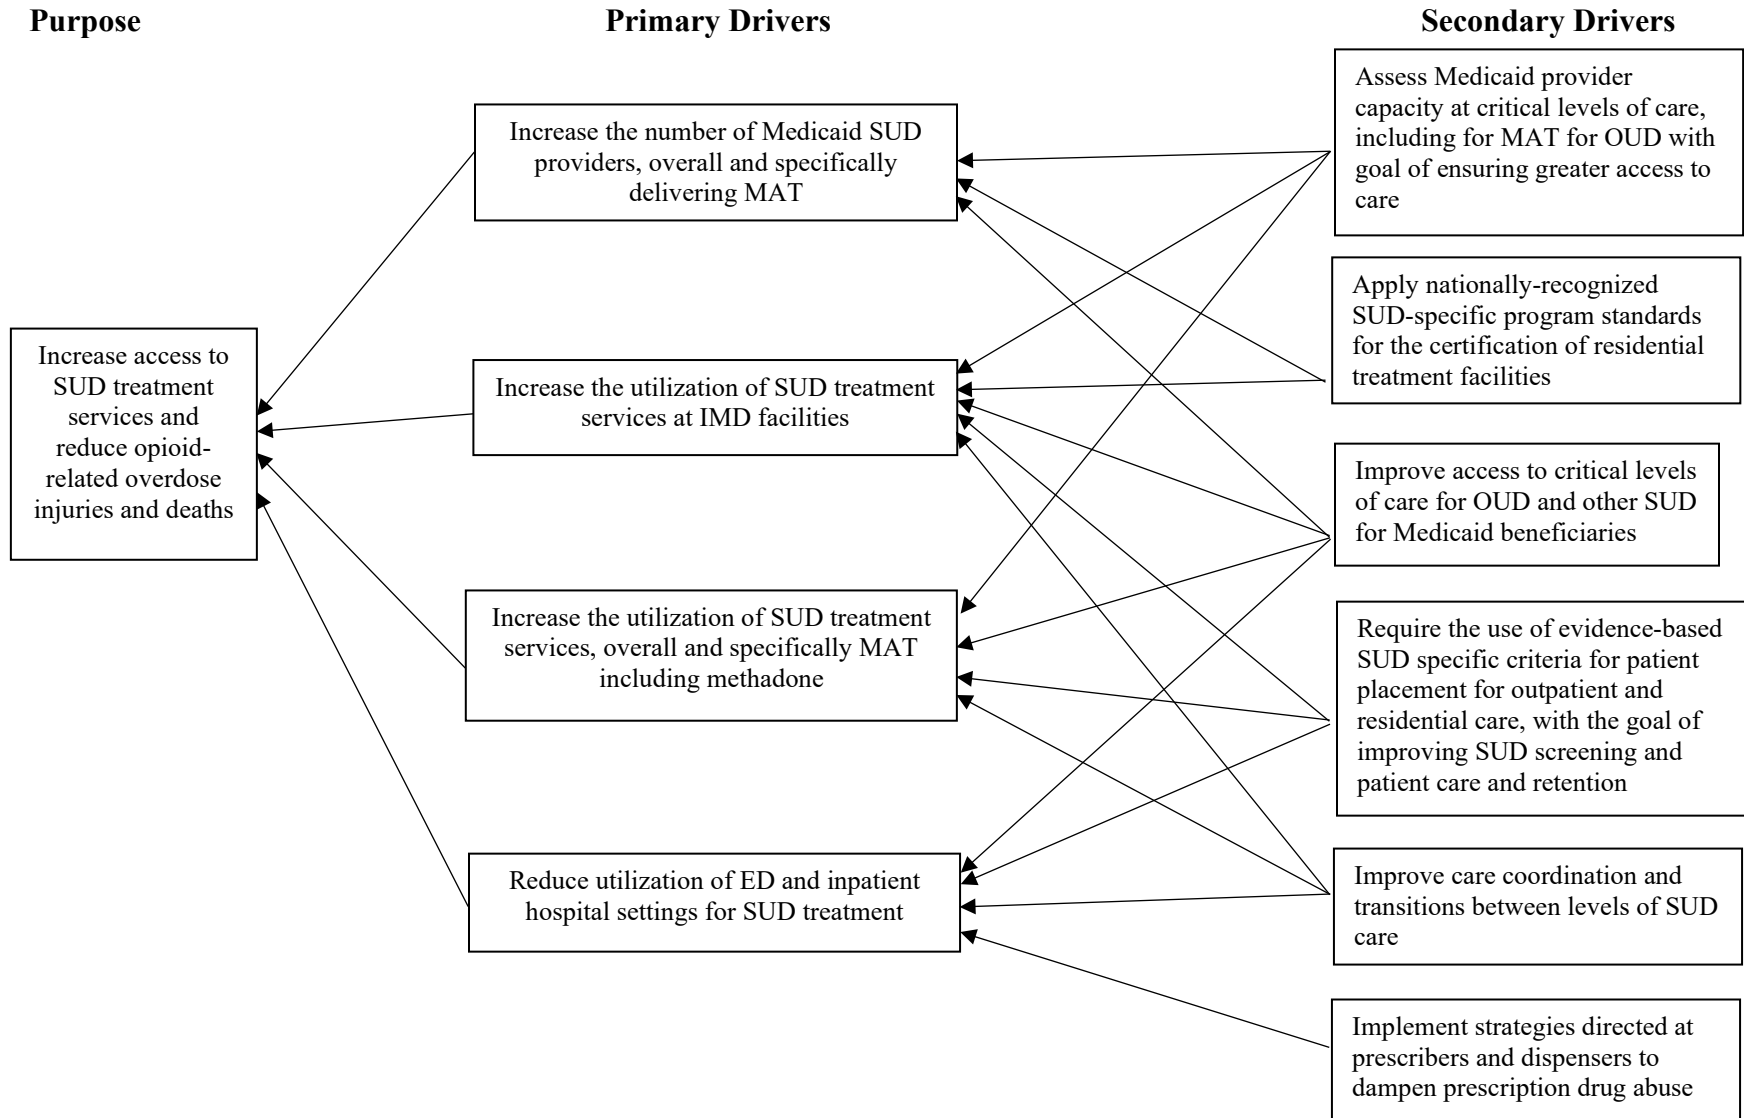 Purpose
Primary Drivers
Secondary Drivers
Increase access to
SUD treatment
services and
reduce opioid-
related overdose
injuries and deaths
Increase the number of Medicaid SUD
providers, overall and specifically
delivering MAT
Increase the utilization of SUD treatment
services at IMD facilities
Increase the utilization of SUD treatment
services, overall and specifically MAT
including methadone
Reduce utilization of ED and inpatient
hospital settings for SUD treatment
Assess Medicaid provider
capacity at critical levels of care,
including for MAT for OUD with
goal of ensuring greater access to
care
Apply nationally-recognized
SUD-specific program standards
for the certification of residential
treatment facilities
Improve access to critical levels
of care for OUD and other SUD
for Medicaid beneficiaries
Require the use of evidence-based
SUD specific criteria for patient
placement for outpatient and
residential care, with the goal of
improving SUD screening and
patient care and retention
Improve care coordination and
transitions between levels of SUD
care
Implement strategies directed at
prescribers and dispensers to
dampen prescription drug abuse